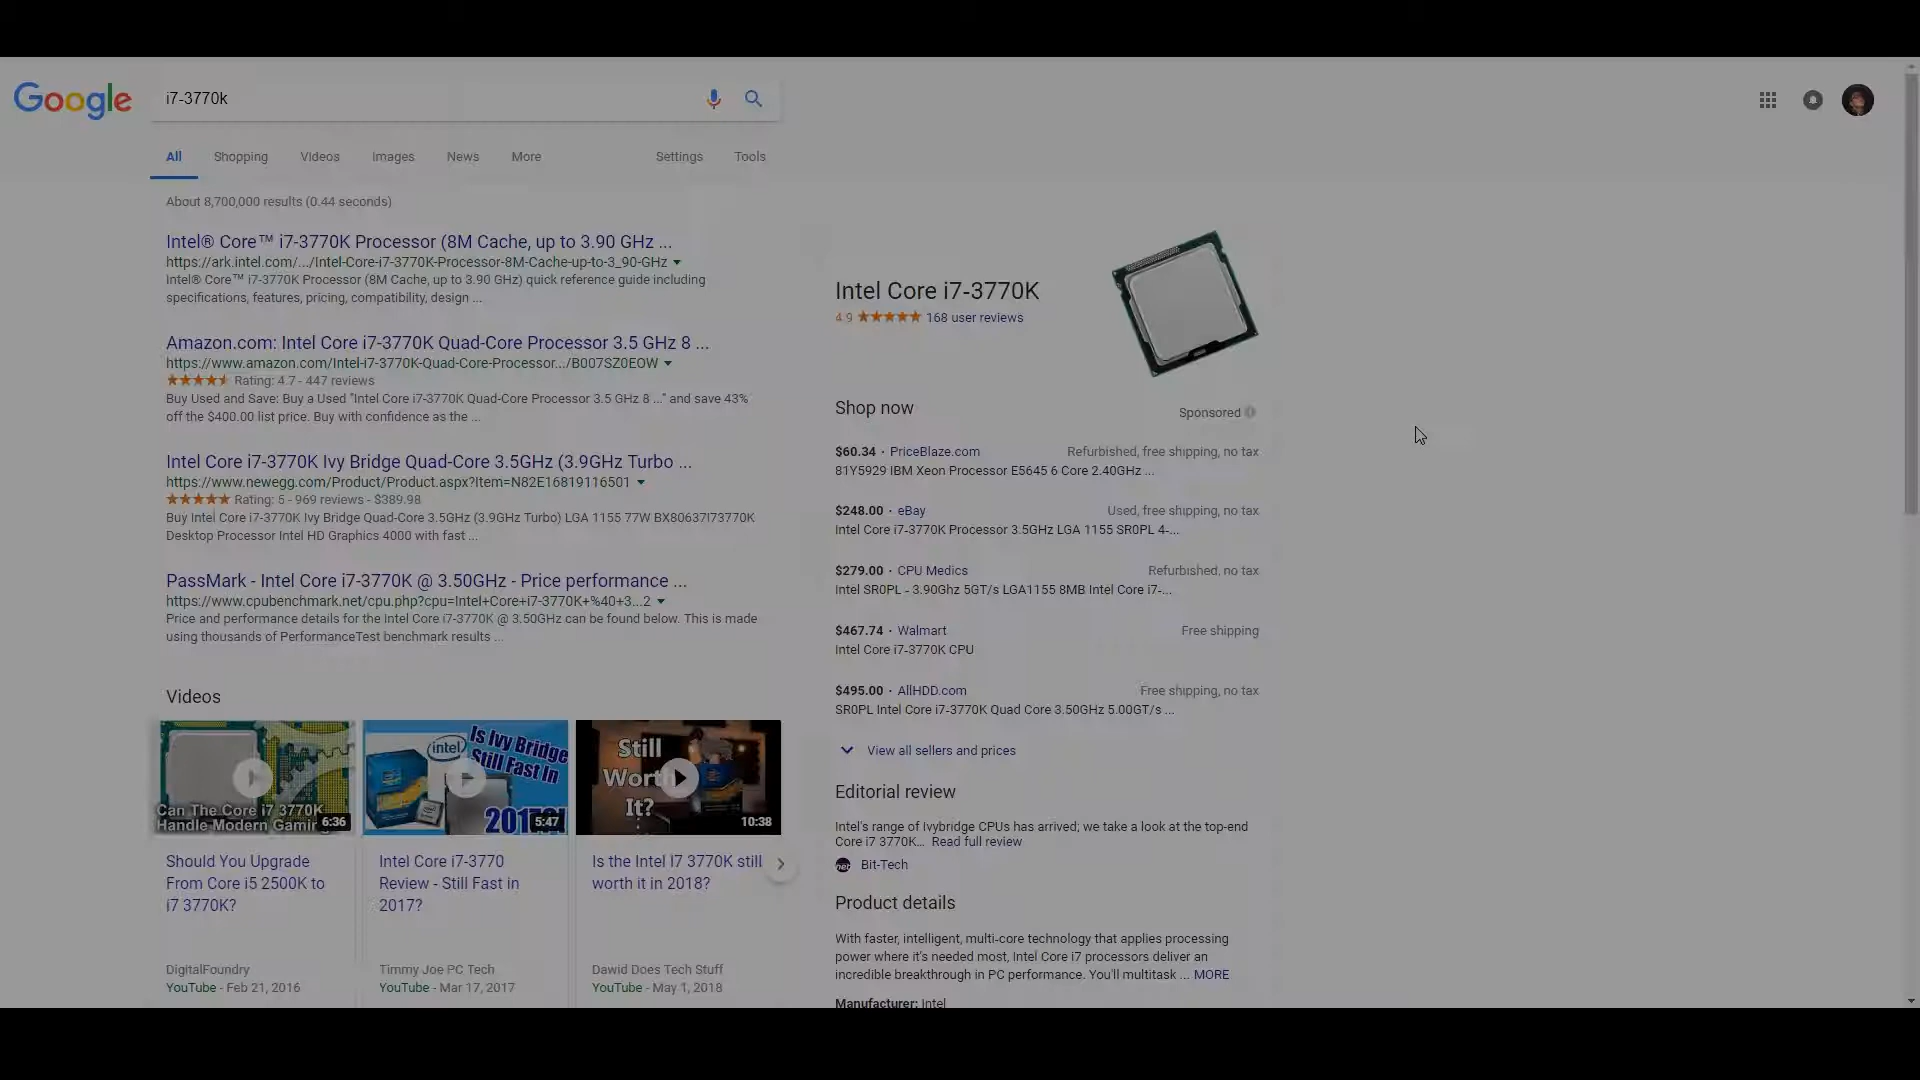 Google
i7-3770k
All Shopping Videos Images News More Settings Tools
About 8,700,000 results (0.44 seconds)
Intel® Core™ i7-3770K Processor (8M Cache, up to 3.90 GHz ...
https://ark.intel.com/.../Intel-Core-i7-3770K-Processor-8M-Cache-up-to-3_90-GHz
Intel® Core™ i7-3770K Processor (8M Cache, up to 3.90 GHz) quick reference guide including
specifications, features, pricing, compatibility, design ...
Amazon.com: Intel Core i7-3770K Quad-Core Processor 3.5 GHz 8 ...
https://www.amazon.com/Intel-i7-3770K-Quad-Core-Processor.../B007SZ0EOW
Rating: 4.7 - 447 reviews
Buy Used and Save: Buy a Used "Intel Core i7-3770K Quad-Core Processor 3.5 GHz 8 ..." and save 43%
off the $400.00 list price. Buy with confidence as the ...
Intel Core i7-3770K Ivy Bridge Quad-Core 3.5GHz (3.9GHz Turbo ...
https://www.newegg.com/Product/Product.aspx?Item=N82E16819116501
Rating: 5 - 969 reviews - $389.98
Buy Intel Core i7-3770K Ivy Bridge Quad-Core 3.5GHz (3.9GHz Turbo) LGA 1155 77W BX80637I73770K
Desktop Processor Intel HD Graphics 4000 with fast ...
PassMark - Intel Core i7-3770K @ 3.50GHz - Price performance ...
https://www.cpubenchmark.net/cpu.php?cpu=Intel+Core+i7-3770K+%40+3...2
Price and performance details for the Intel Core i7-3770K @ 3.50GHz can be found below. This is made
using thousands of PerformanceTest benchmark results ...
Videos
Can The Core i7 3770K
Handle Modern Gamin
6:36
Should You Upgrade
From Core i5 2500K to
i7 3770K?
DigitalFoundry
YouTube - Feb 21, 2016
intel
Is Ivy Bridge
Still Fast In
5:47
Intel Core i7-3770
Review - Still Fast in
2017?
Timmy Joe PC Tech
YouTube - Mar 17, 2017
Still
Worth
It?
10:38
Is the Intel I7 3770K still
worth it in 2018?
Dawid Does Tech Stuff
YouTube - May 1, 2018
Intel Core i7-3770K
4.9 168 user reviews
Shop now Sponsored
$60.34 · PriceBlaze.com Refurbished, free shipping, no tax
81Y5929 IBM Xeon Processor E5645 6 Core 2.40GHz ...
$248.00 · eBay Used, free shipping, no tax
Intel Core i7-3770K Processor 3.5GHz LGA 1155 SR0PL 4-...
$279.00 · CPU Medics Refurbished, no tax
Intel SR0PL - 3.90Ghz 5GT/s LGA1155 8MB Intel Core i7-...
$467.74 · Walmart Free shipping
Intel Core i7-3770K CPU
$495.00 · AllHDD.com Free shipping, no tax
SR0PL Intel Core i7-3770K Quad Core 3.50GHz 5.00GT/s ...
View all sellers and prices
Editorial review
Intel's range of Ivybridge CPUs has arrived; we take a look at the top-end
Core i7 3770K... Read full review
Bit-Tech
Product details
With faster, intelligent, multi-core technology that applies processing
power where it's needed most, Intel Core i7 processors deliver an
incredible breakthrough in PC performance. You'll multitask ... MORE
Manufacturer: Intel